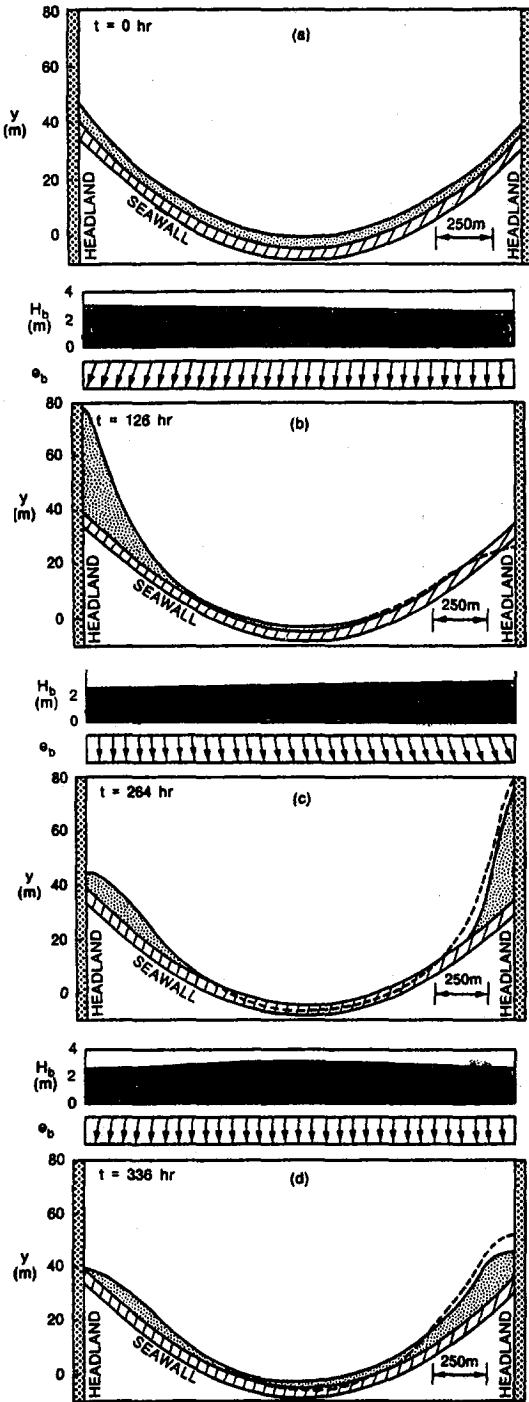 80
t = 0 hr
(a)
60
y
(m)
40
20
0
HEADLAND
SEAWALL
250m
HEADLAND
4
H_b
(m)
2
0
θ_b
80
t = 126 hr
(b)
60
y
(m)
40
20
0
HEADLAND
SEAWALL
250m
HEADLAND
H_b
(m)
2
0
θ_b
80
t = 264 hr
(c)
60
y
(m)
40
20
0
HEADLAND
SEAWALL
250m
HEADLAND
4
H_b
(m)
2
0
θ_b
80
t = 336 hr
(d)
60
y
(m)
40
20
0
HEADLAND
SEAWALL
250m
HEADLAND